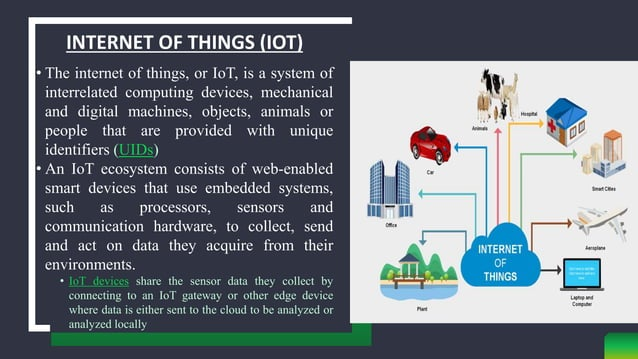 INTERNET OF THINGS (IOT)
• The internet of things, or IoT, is a system of
interrelated computing devices, mechanical
and digital machines, objects, animals or
people that are provided with unique
identifiers (UIDs)
• An IoT ecosystem consists of web-enabled
smart devices that use embedded systems,
such as processors, sensors and
communication hardware, to collect, send
and act on data they acquire from their
environments.
• IoT devices share the sensor data they collect by
connecting to an IoT gateway or other edge device
where data is either sent to the cloud to be analyzed or
analyzed locally
Hospital
Animals
Car
Smart Cities
Office
Aeroplane
INTERNET
OF
THINGS
Plant
Laptop and
Computer